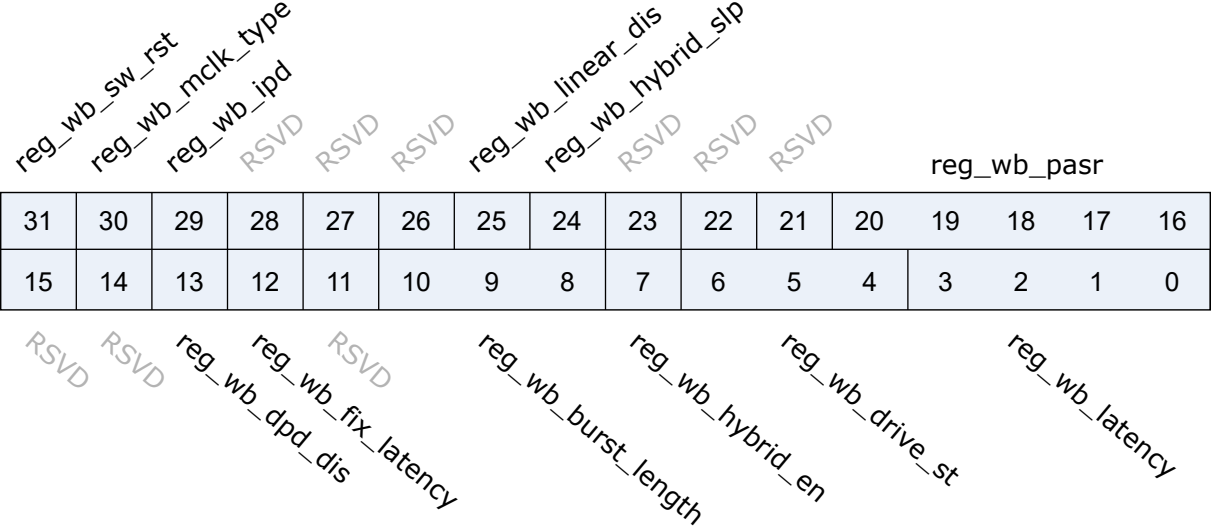 reg_wb_sw_rst
reg_wb_mclk_type
reg_wb_ipd
RSVD
RSVD
RSVD
reg_wb_linear_dis
reg_wb_hybrid_slp
RSVD
RSVD
RSVD
reg_wb_pasr
31 30 29 28 27 26 25 24 23 22 21 20 19 18 17 16
15 14 13 12 11 10 9 8 7 6 5 4 3 2 1 0
RSVD
RSVD
reg_wb_dpd_dis
reg_wb_fix_latency
RSVD
reg_wb_burst_length
reg_wb_hybrid_en
reg_wb_drive_st
reg_wb_latency